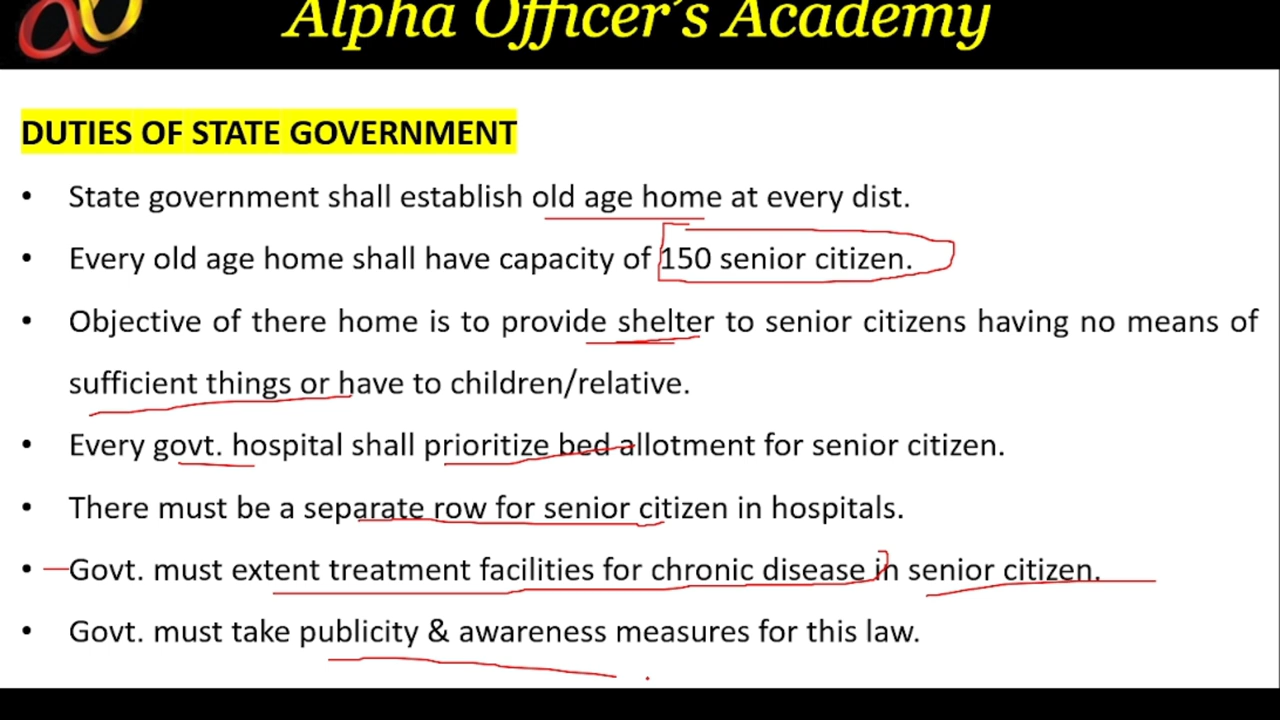 Alpha Officer's Academy
DUTIES OF STATE GOVERNMENT
• State government shall establish old age home at every dist.
• Every old age home shall have capacity of 150 senior citizen.
• Objective of there home is to provide shelter to senior citizens having no means of
sufficient things or have to children/relative.
• Every govt. hospital shall prioritize bed allotment for senior citizen.
• There must be a separate row for senior citizen in hospitals.
• Govt. must extent treatment facilities for chronic disease in senior citizen.
• Govt. must take publicity & awareness measures for this law.